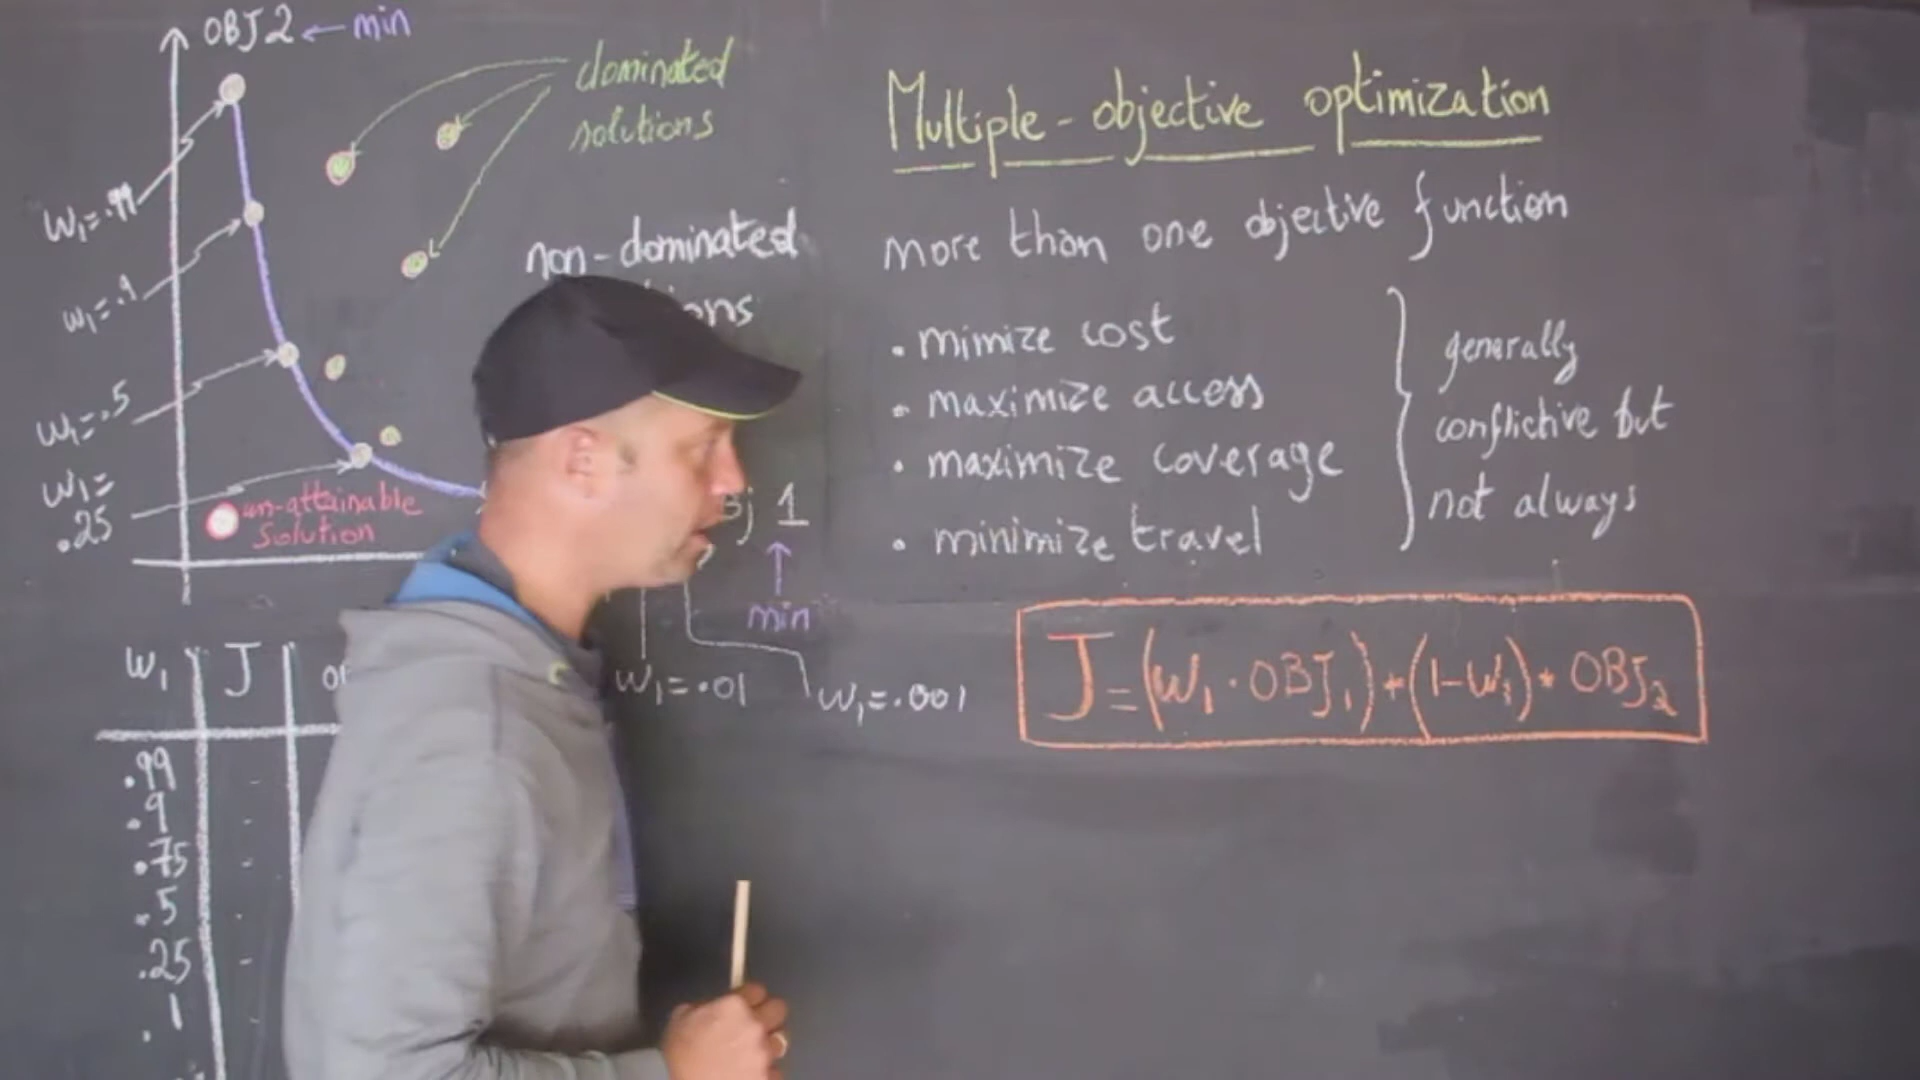 OBJ2 ← min
dominated
solutions
W₁=.99
W₁=.9
W₁=.5
W₁=
.25
un-attainable
Solution
non-dominated
j 1
min
W₁=.01
W₁=.001
W₁ J
.99
.9
.75
.5
.25
.1
Multiple-objective optimization
more than one objective function
• mimize cost
• maximize access
• maximize coverage
• minimize travel
generally
conflictive but
not always
J=(W₁·OBJ₁)+(1-W₁)*OBJ₂